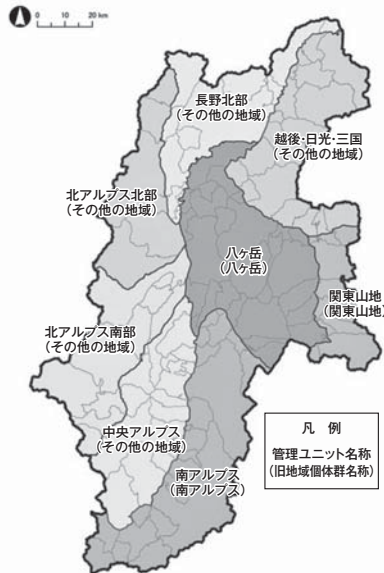 0 10 20 km
長野北部
(その他の地域)
越後・日光・三国
(その他の地域)
北アルプス北部
(その他の地域)
八ヶ岳
(八ヶ岳)
関東山地
(関東山地)
北アルプス南部
(その他の地域)
中央アルプス
(その他の地域)
南アルプス
(南アルプス)
凡 例
管理ユニット名称
(旧地域個体群名称)